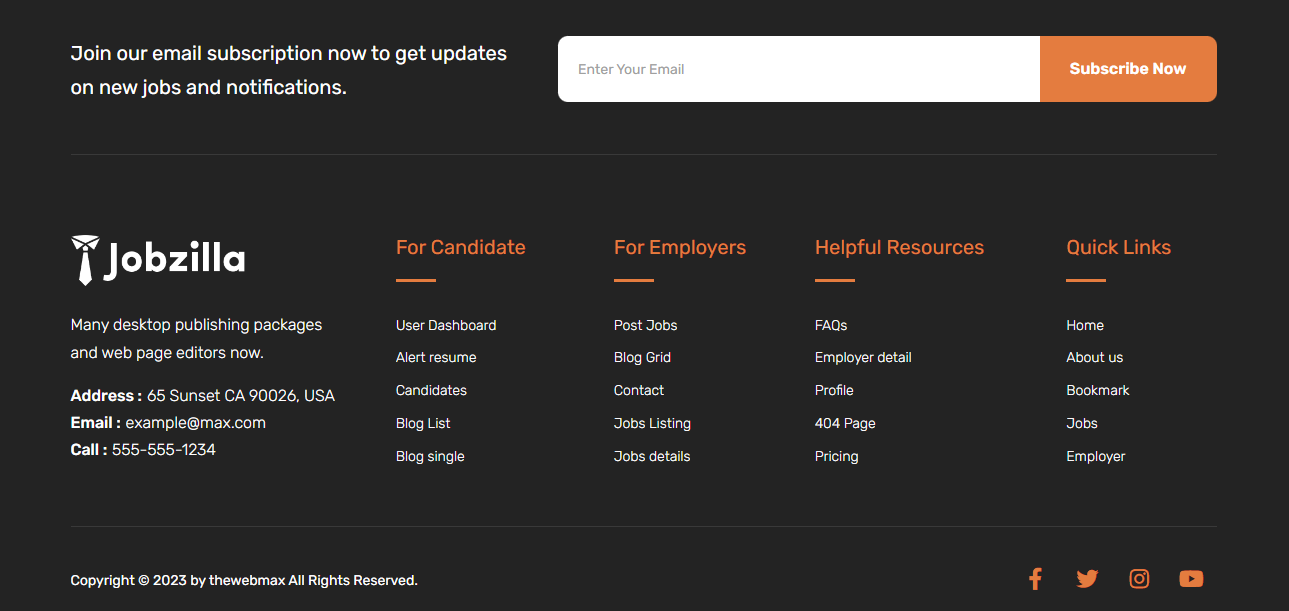 Join our email subscription now to get updates
on new jobs and notifications.
Enter Your Email
Subscribe Now
Jobzilla
Many desktop publishing packages
and web page editors now.
Address : 65 Sunset CA 90026, USA
Email : example@max.com
Call : 555-555-1234
For Candidate
User Dashboard
Alert resume
Candidates
Blog List
Blog single
For Employers
Post Jobs
Blog Grid
Contact
Jobs Listing
Jobs details
Helpful Resources
FAQs
Employer detail
Profile
404 Page
Pricing
Quick Links
Home
About us
Bookmark
Jobs
Employer
Copyright © 2023 by thewebmax All Rights Reserved.